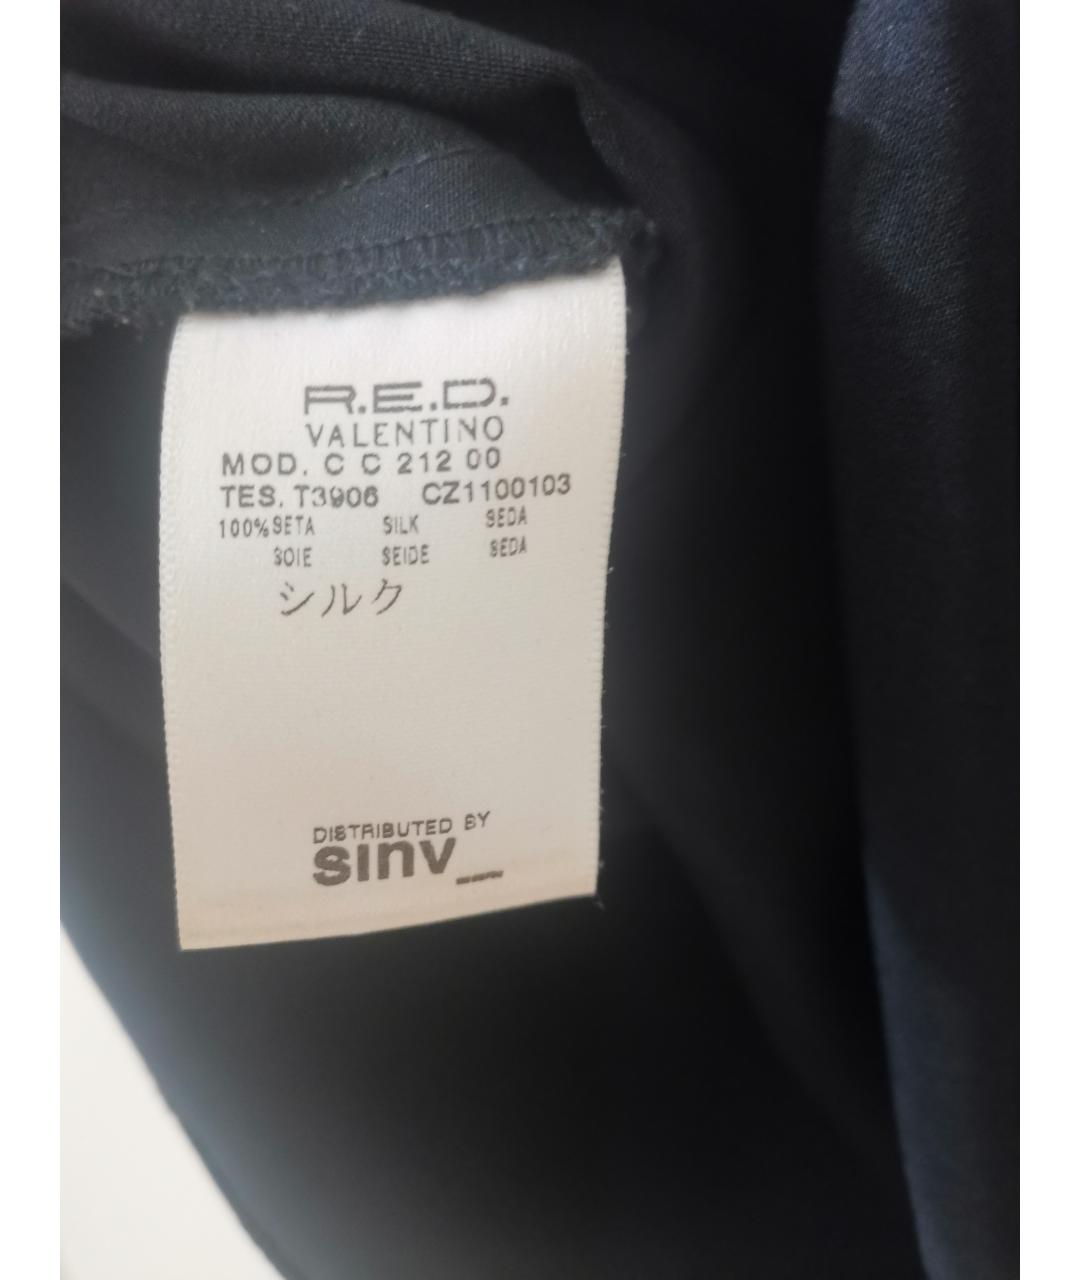 R.E.D.
VALENTINO
MOD. C C 212 00
TES. T3906 CZ1100103
100%SETA SILK SEDA
SOIE SEIDE SEDA
シルク
DISTRIBUTED BY
sinv